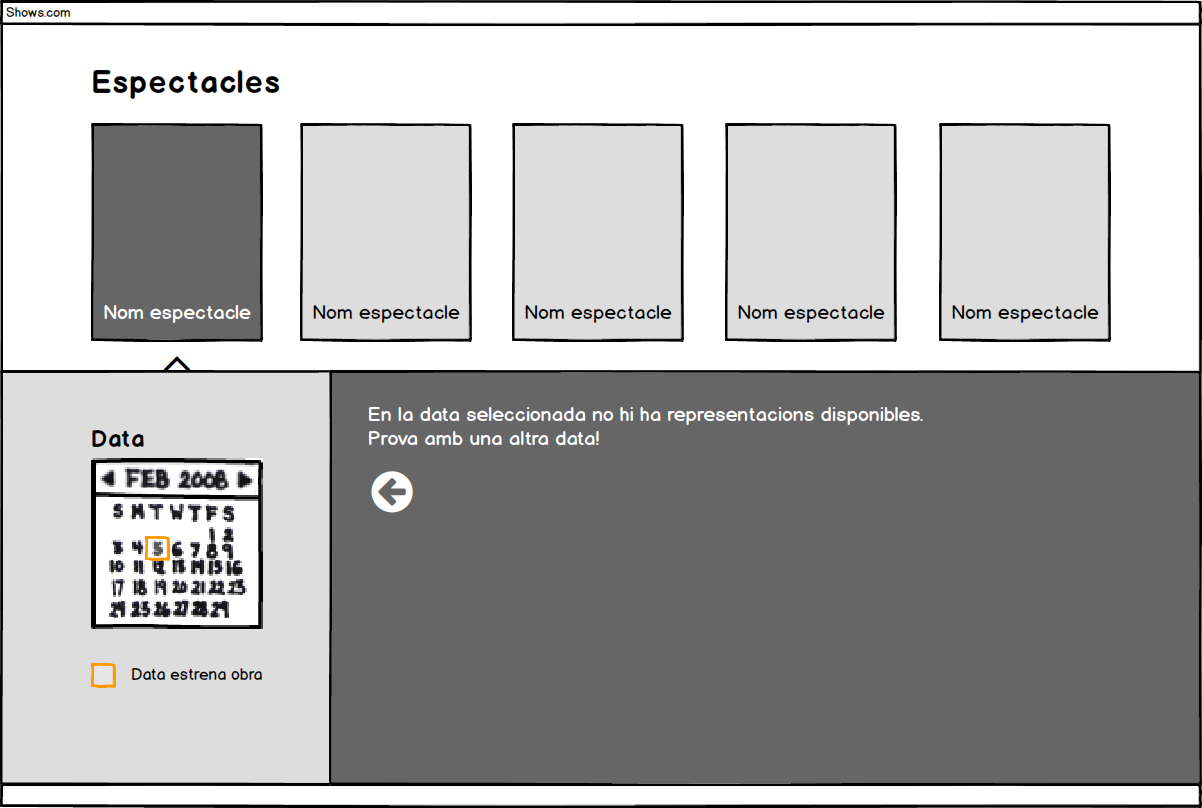 Shows.com
Espectacles
Nom espectacle
Nom espectacle
Nom espectacle
Nom espectacle
Nom espectacle
Data
FEB 2008
S M T W T F S
1 2
3 4 5 6 7 8 9
10 11 12 13 14 15 16
17 18 19 20 21 22 23
24 25 26 27 28 29
Data estrena obra
En la data seleccionada no hi ha representacions disponibles.
Prova amb una altra data!